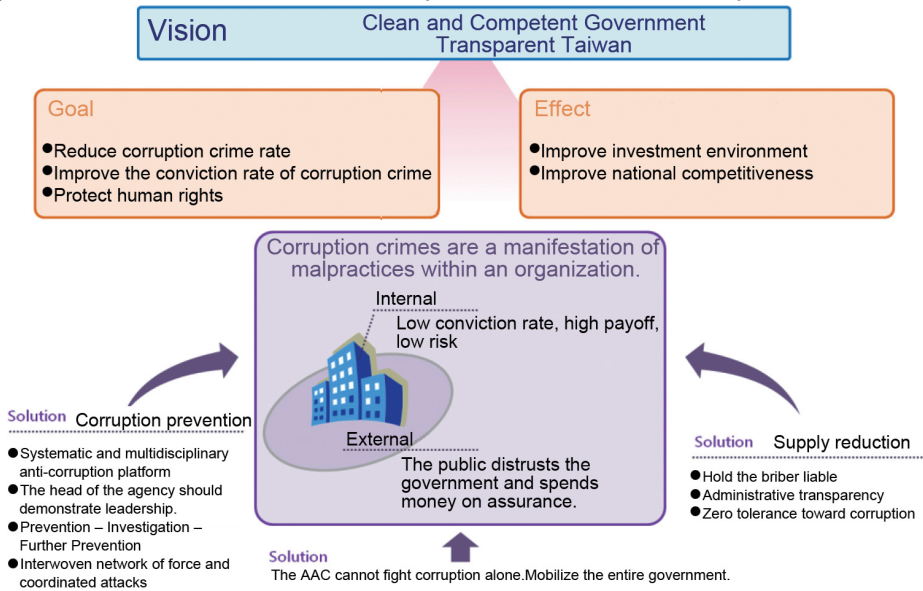 Vision
Clean and Competent Government
Transparent Taiwan
Goal
●Reduce corruption crime rate
●Improve the conviction rate of corruption crime
●Protect human rights
Effect
●Improve investment environment
●Improve national competitiveness
Corruption crimes are a manifestation of
malpractices within an organization.
Internal
Low conviction rate, high payoff,
low risk
External
The public distrusts the
government and spends
money on assurance.
Solution Corruption prevention
●Systematic and multidisciplinary
anti-corruption platform
●The head of the agency should
demonstrate leadership.
●Prevention – Investigation –
Further Prevention
●Interwoven network of force and
coordinated attacks
Solution Supply reduction
●Hold the briber liable
●Administrative transparency
●Zero tolerance toward corruption
Solution
The AAC cannot fight corruption alone.Mobilize the entire government.